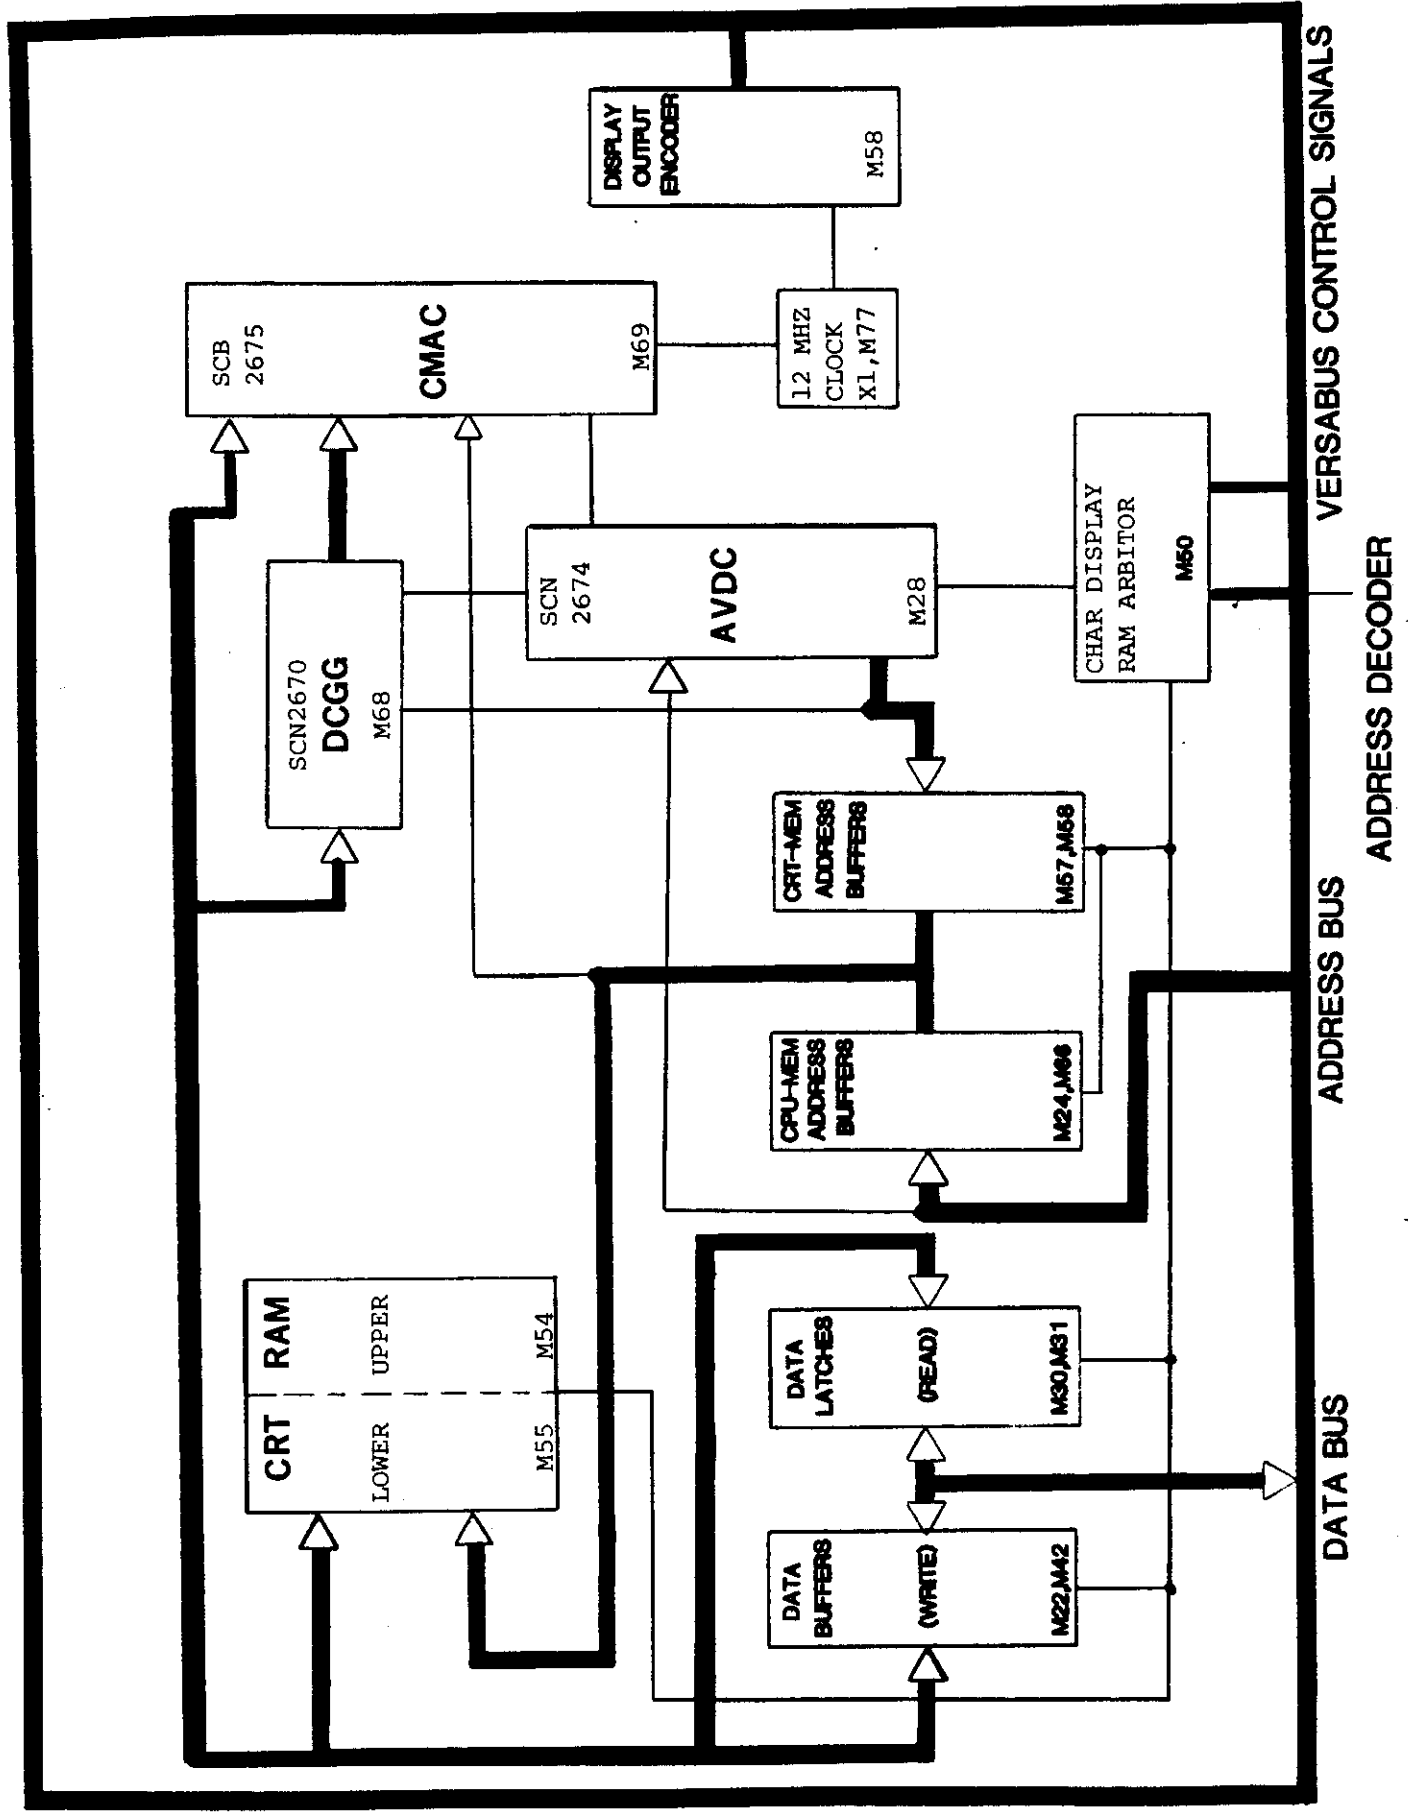 CRT RAM
LOWER UPPER
M55 M54
SCN2670
DCGG
M68
SCB
2675
CMAC
M69
SCN
2674
AVDC
M28
DISPLAY
OUTPUT
ENCODER
M58
12 MHZ
CLOCK
X1,M77
DATA
BUFFERS
(WRITE)
M22,M42
DATA
LATCHES
(READ)
M30,M31
CPU-MEM
ADDRESS
BUFFERS
M24,M66
CRT-MEM
ADDRESS
BUFFERS
M57,M58
CHAR DISPLAY
RAM ARBITOR
M50
DATA BUS
ADDRESS BUS
VERSABUS CONTROL SIGNALS
ADDRESS DECODER